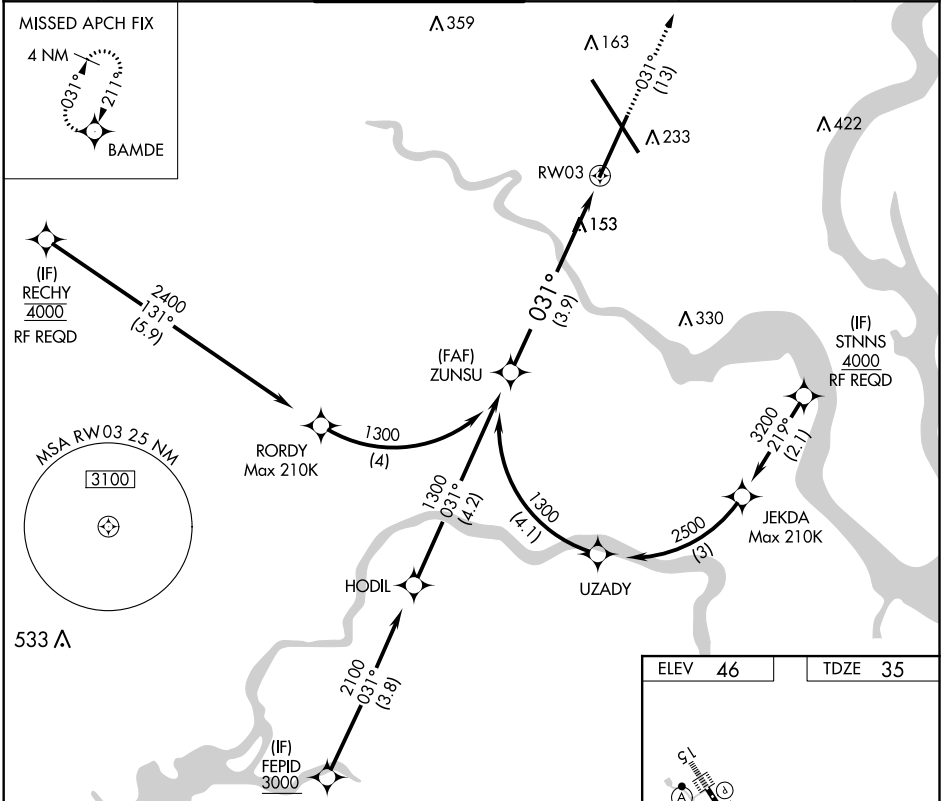 MISSED APCH FIX
4 NM
031°
211°
BAMDE
359
163
031°
(13)
233
422
RW03
153
(IF)
RECHY
4000
RF REQD
2400
131°
(5.9)
031°
(3.9)
330
(IF)
STNNS
4000
RF REQD
(FAF)
ZUNSU
3200
219°
(2.1)
RORDY
Max 210K
1300
(4)
MSA RW03 25 NM
3100
1300
031°
(4.2)
1300
(4.1)
2500
(3)
JEKDA
Max 210K
HODIL
UZADY
533
2100
031°
(3.8)
(IF)
FEPID
3000
ELEV 46
TDZE 35
15
A
P